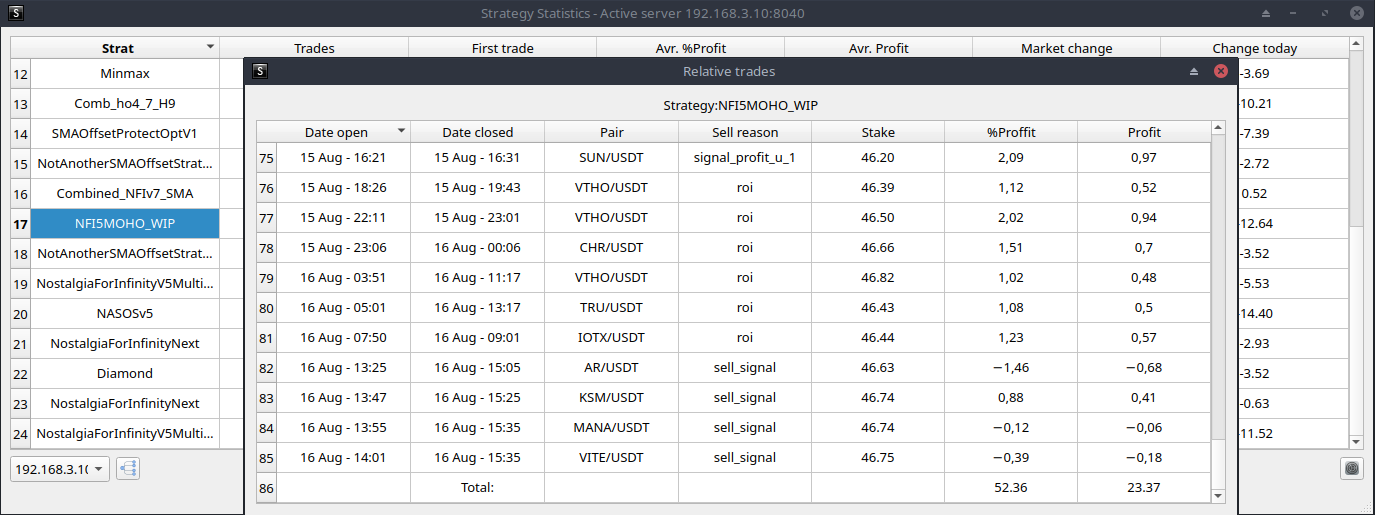 S Strategy Statistics - Active server 192.168.3.10:8040
Strat Trades First trade Avr. %Profit Avr. Profit Market change Change today
12 Minmax -3.69
13 Comb_ho4_7_H9 10.21
14 SMAOffsetProtectOptV1 -7.39
15 NotAnotherSMAOffsetStrat... -2.72
16 Combined_NFIv7_SMA 0.52
17 NFI5MOHO_WIP 12.64
18 NotAnotherSMAOffsetStrat... -3.52
19 NostalgiaForInfinityV5Multi... -5.53
20 NASOSv5 14.40
21 NostalgiaForInfinityNext -2.93
22 Diamond -3.52
23 NostalgiaForInfinityNext -0.63
24 NostalgiaForInfinityV5Multi... 11.52
192.168.3.1(
S Relative trades
Strategy:NFI5MOHO_WIP
Date open Date closed Pair Sell reason Stake %Proffit Profit
75 15 Aug - 16:21 15 Aug - 16:31 SUN/USDT signal_profit_u_1 46.20 2,09 0,97
76 15 Aug - 18:26 15 Aug - 19:43 VTHO/USDT roi 46.39 1,12 0,52
77 15 Aug - 22:11 15 Aug - 23:01 VTHO/USDT roi 46.50 2,02 0,94
78 15 Aug - 23:06 16 Aug - 00:06 CHR/USDT roi 46.66 1,51 0,7
79 16 Aug - 03:51 16 Aug - 11:17 VTHO/USDT roi 46.82 1,02 0,48
80 16 Aug - 05:01 16 Aug - 13:17 TRU/USDT roi 46.43 1,08 0,5
81 16 Aug - 07:50 16 Aug - 09:01 IOTX/USDT roi 46.44 1,23 0,57
82 16 Aug - 13:25 16 Aug - 15:05 AR/USDT sell_signal 46.63 −1,46 −0,68
83 16 Aug - 13:47 16 Aug - 15:25 KSM/USDT sell_signal 46.74 0,88 0,41
84 16 Aug - 13:55 16 Aug - 15:35 MANA/USDT sell_signal 46.74 −0,12 −0,06
85 16 Aug - 14:01 16 Aug - 15:35 VITE/USDT sell_signal 46.75 −0,39 −0,18
86 Total: 52.36 23.37